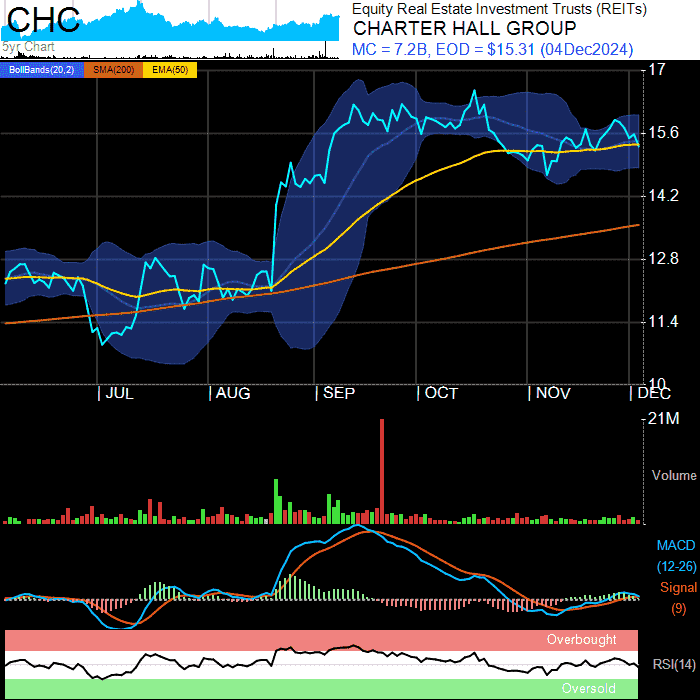 CHC
Equity Real Estate Investment Trusts (REITs)
CHARTER HALL GROUP
MC = 7.2B, EOD = $15.31 (04Dec2024)
5yr Chart
BollBands(20,2) SMA(200) EMA(50)
17
15.6
14.2
12.8
11.4
10
JUL AUG SEP OCT NOV DEC
21M
Volume
MACD
(12-26)
Signal
(9)
Overbought
RSI(14)
Oversold